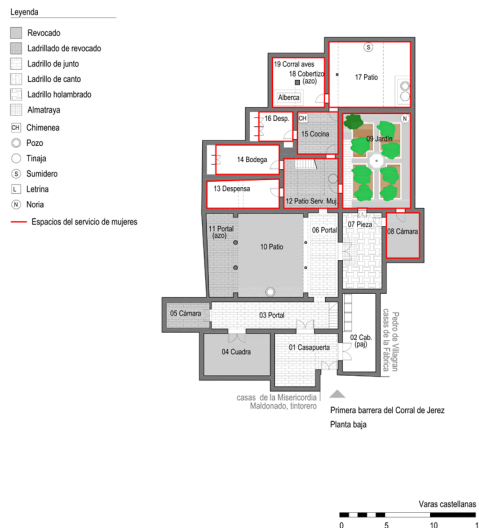 Leyenda
Revocado
Ladrillado de revocado
Ladrillo de junto
Ladrillo de canto
Ladrillo holambrado
Almatraya
CH Chimenea
Pozo
Tinaja
S Sumidero
L Letrina
N Noria
Espacios del servicio de mujeres
S
19 Corral aves
18 Cobertizo
(azo)
17 Patio
Alberca
16 Desp.
CH
N
15 Cocina
09 Jardín
14 Bodega
13 Despensa
12 Patio Serv. Muj.
11 Portal
(azo)
06 Portal
07 Pieza
08 Cámara
10 Patio
05 Cámara
03 Portal
04 Cuadra
01 Casapuerta
02 Cab.
(paj)
Pedro de Villagran
casas de la Fábrica
casas de la Misericordia
Maldonado, tintorero
Primera barrera del Corral de Jerez
Planta baja
Varas castellanas
0 5 10 1